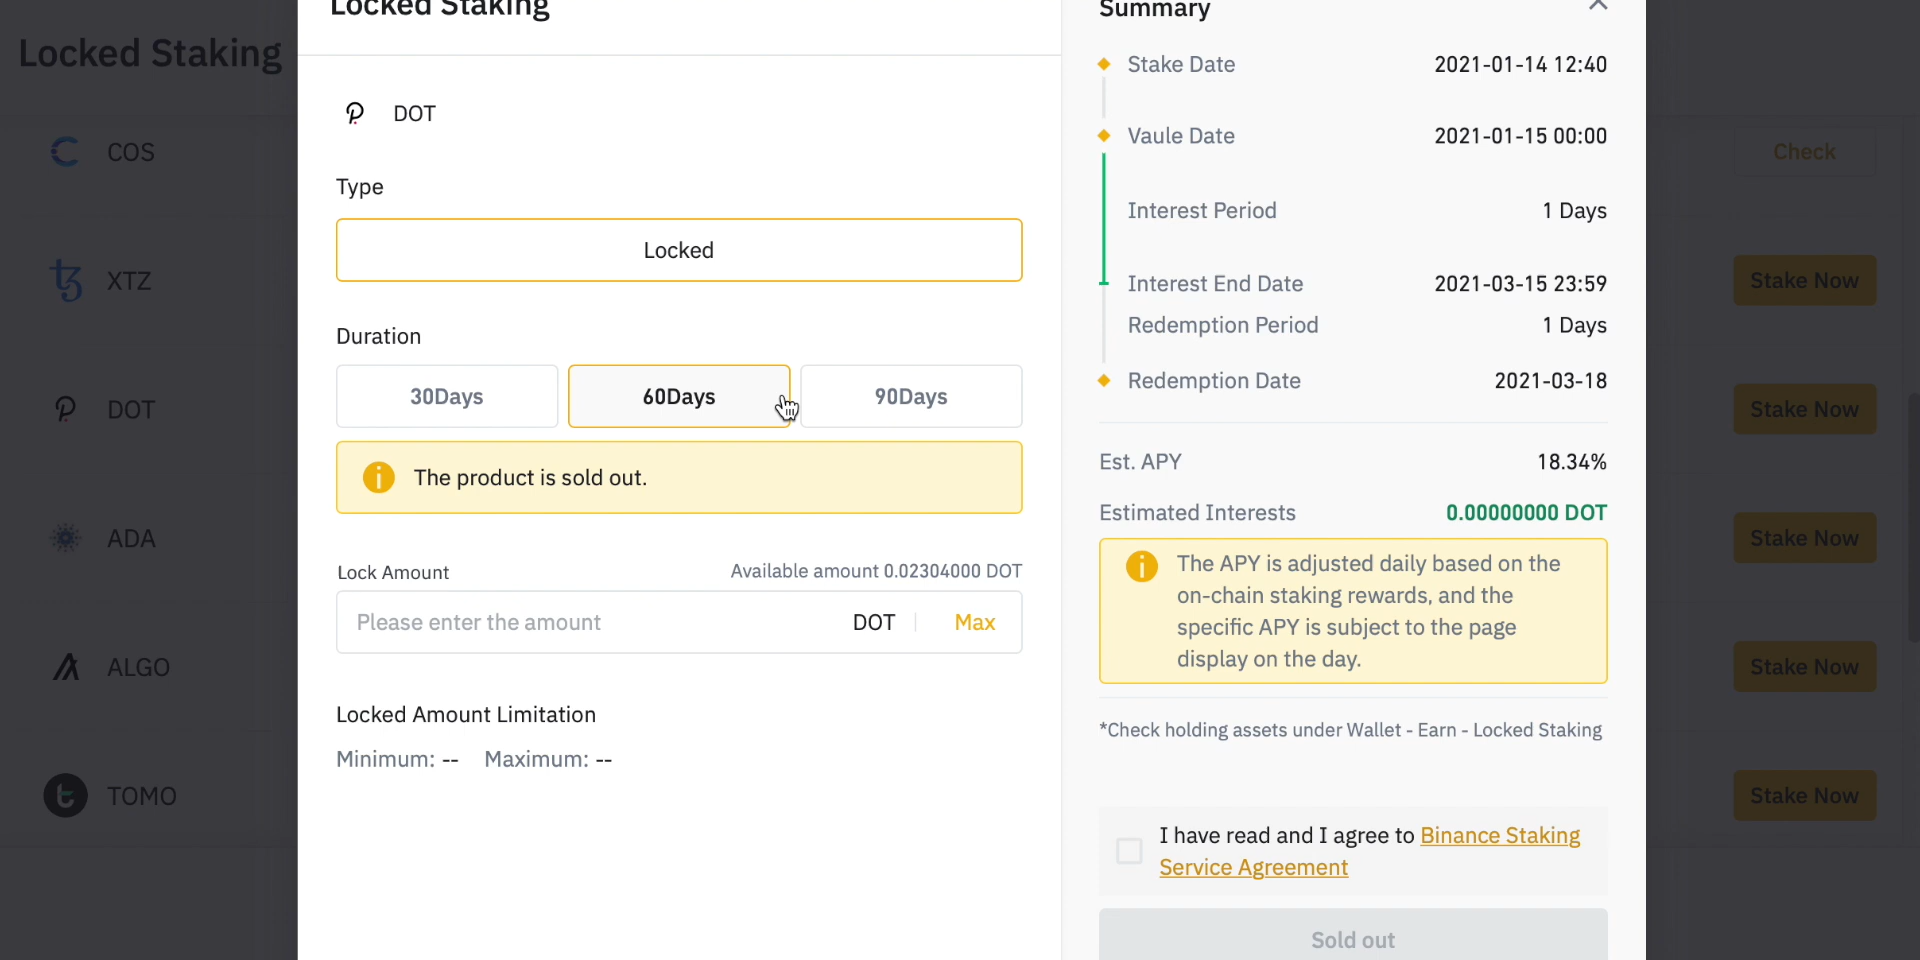 Locked Staking
COS
XTZ
DOT
ADA
ALGO
TOMO
Locked Staking
DOT
Type
Locked
Duration
30Days
60Days
90Days
The product is sold out.
Lock Amount
Available amount 0.02304000 DOT
Please enter the amount
DOT
Max
Locked Amount Limitation
Minimum: -- Maximum: --
Summary
Stake Date 2021-01-14 12:40
Vaule Date 2021-01-15 00:00
Interest Period 1 Days
Interest End Date 2021-03-15 23:59
Redemption Period 1 Days
Redemption Date 2021-03-18
Est. APY 18.34%
Estimated Interests 0.00000000 DOT
The APY is adjusted daily based on the
on-chain staking rewards, and the
specific APY is subject to the page
display on the day.
*Check holding assets under Wallet - Earn - Locked Staking
I have read and I agree to Binance Staking
Service Agreement
Sold out
Check
Stake Now
Stake Now
Stake Now
Stake Now
Stake Now